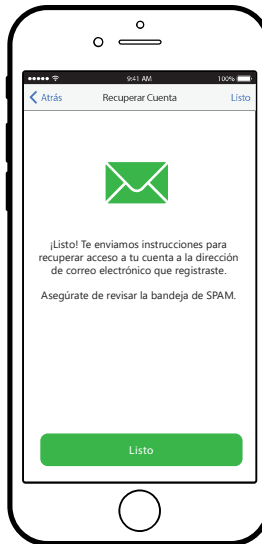 9:41 AM 100%
Atrás Recuperar Cuenta Listo
¡Listo! Te enviamos instrucciones para
recuperar acceso a tu cuenta a la dirección
de correo electrónico que registraste.
Asegúrate de revisar la bandeja de SPAM.
Listo